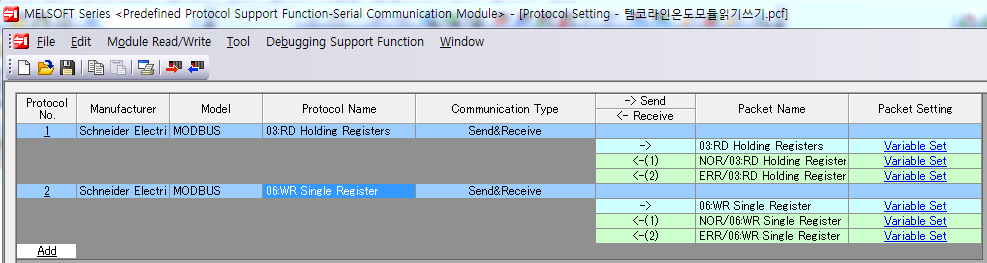 MELSOFT Series <Predefined Protocol Support Function-Serial Communication Module> - [Protocol Setting - 템코라인온도모듈읽기쓰기.pcf]
File Edit Module Read/Write Tool Debugging Support Function Window
Protocol No. Manufacturer Model Protocol Name Communication Type -> Send <- Receive Packet Name Packet Setting
1 Schneider Electri MODBUS 03:RD Holding Registers Send&Receive
-> 03:RD Holding Registers Variable Set
<-(1) NOR/03:RD Holding Register Variable Set
<-(2) ERR/03:RD Holding Register Variable Set
2 Schneider Electri MODBUS 06:WR Single Register Send&Receive
-> 06:WR Single Register Variable Set
<-(1) NOR/06:WR Single Register Variable Set
<-(2) ERR/06:WR Single Register Variable Set
Add